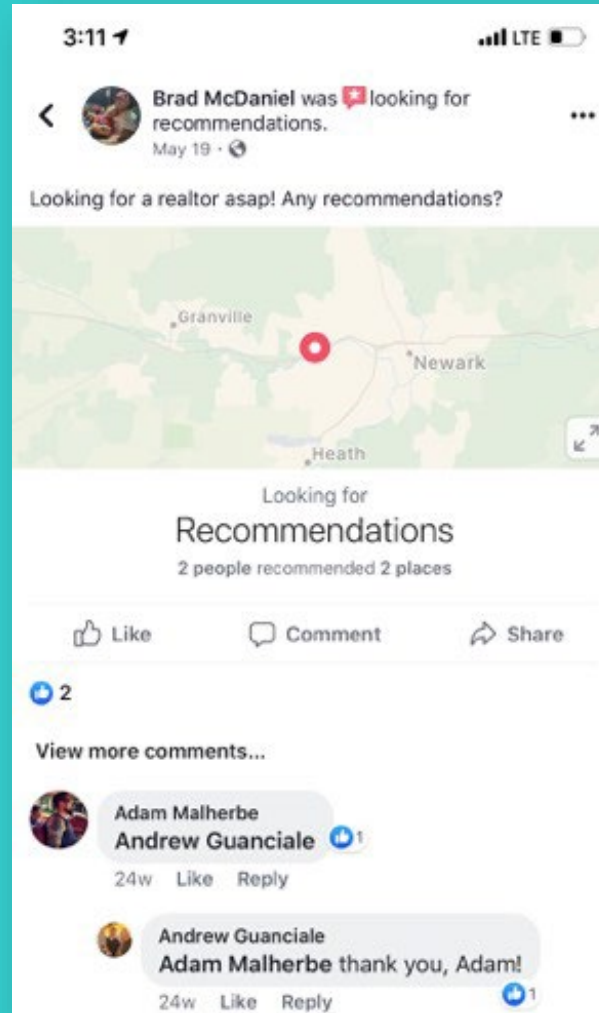 3:11 LTE
Brad McDaniel was looking for
recommendations.
May 19 ·
Looking for a realtor asap! Any recommendations?
Granville
Newark
Heath
Looking for
Recommendations
2 people recommended 2 places
Like Comment Share
2
View more comments...
Adam Malherbe
Andrew Guanciale 1
24w Like Reply
Andrew Guanciale
Adam Malherbe thank you, Adam!
1
24w Like Reply